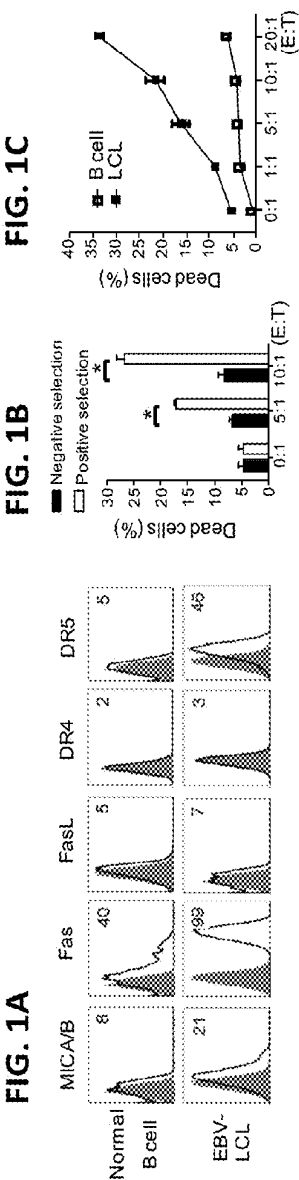 FIG. 1A
MICA/B Fas FasL DR4 DR5
Normal
B cell
8 40 5 2 5
EBV-
LCL
21 99 7 3 46
FIG. 1B
Negative selection
Positive selection
Dead cells (%)
30
25
20
15
10
5
0
* *
0:1 5:1 10:1 (E:T)
FIG. 1C
B cell
LCL
Dead cells (%)
40
35
30
25
20
15
10
5
0
0:1 1:1 5:1 10:1 20:1
(E:T)